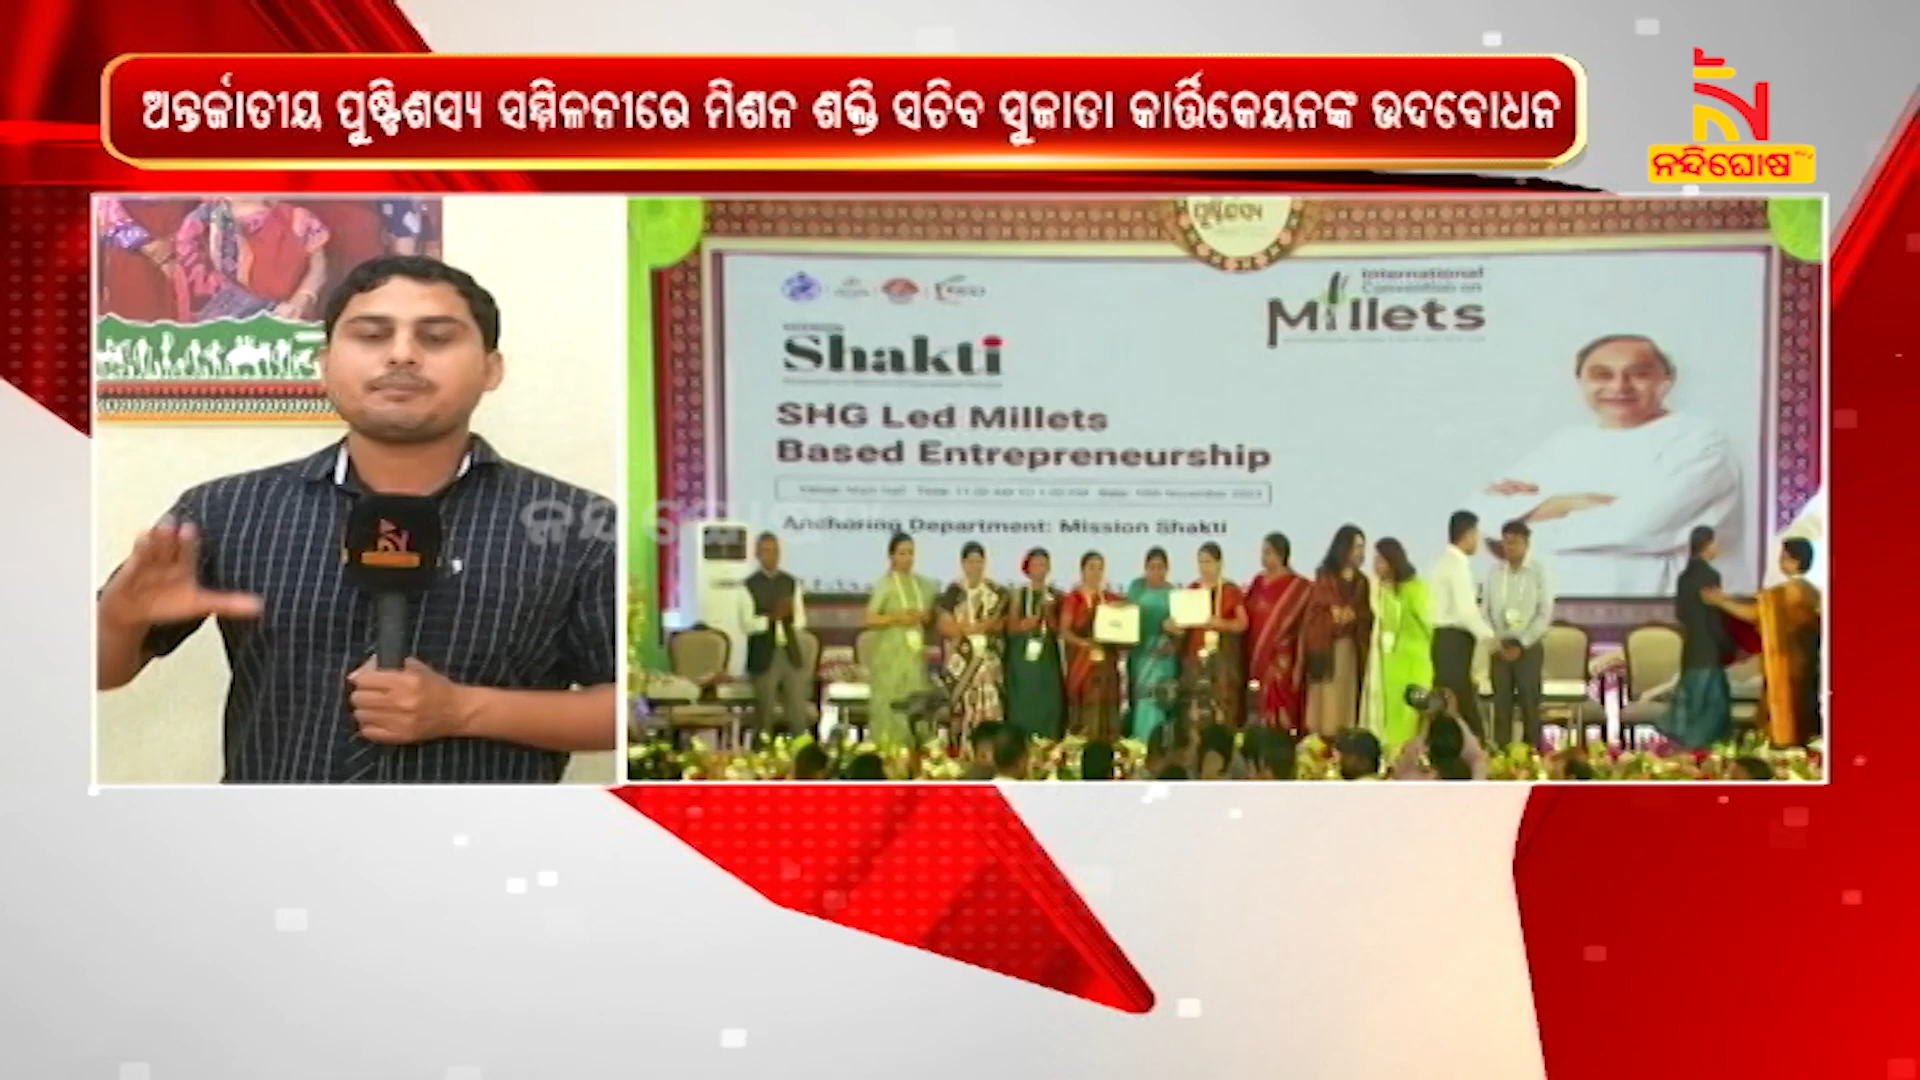 ଅନ୍ତର୍ଜାତୀୟ ପୁଷ୍ଟିଶସ୍ୟ ସମ୍ମିଳନୀରେ ମିଶନ ଶକ୍ତି ସଚିବ ସୁଜାତା କାର୍ତ୍ତିକେୟନଙ୍କ ଉଦବୋଧନ
ନନ୍ଦିଘୋଷ
ପୁଷ୍ଟିଶସ୍ୟ
International
Convention on
Millets
Shakti
SHG Led Millets
Based Entrepreneurship
Anchoring Department: Mission Shakti